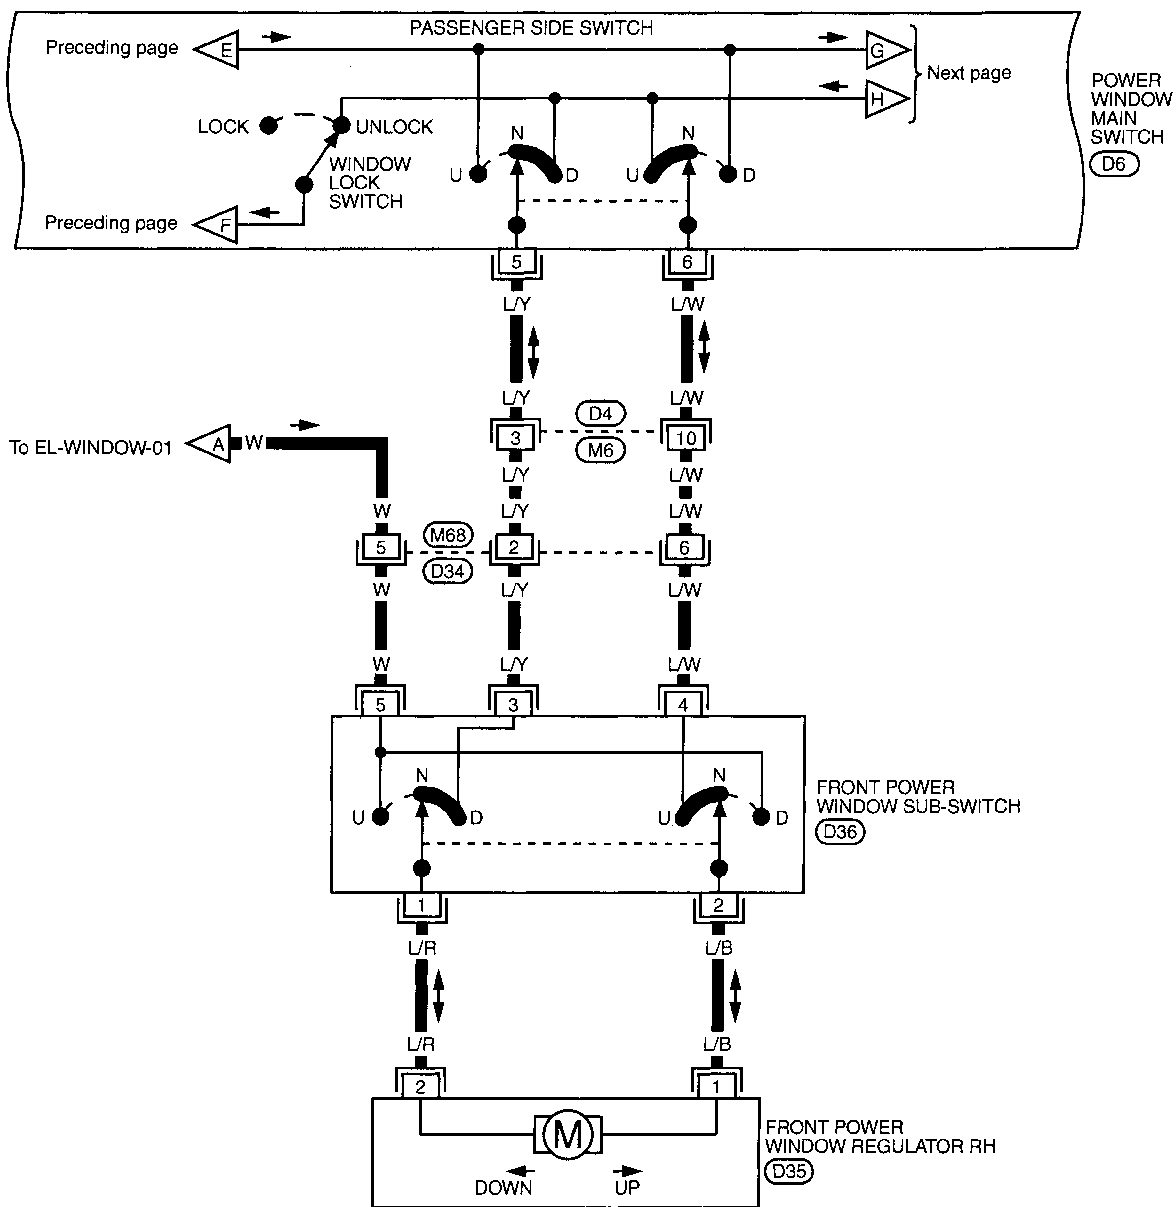 PASSENGER SIDE SWITCH
Preceding page
E
G
Next page
H
POWER
WINDOW
MAIN
SWITCH
D6
LOCK
UNLOCK
N
N
WINDOW
LOCK
SWITCH
U
D
U
D
Preceding page
F
5
6
L/Y
L/W
L/Y
L/W
D4
3
10
M6
To EL-WINDOW-01
A
W
L/Y
L/W
W
L/Y
L/W
M68
5
2
6
D34
W
L/Y
L/W
W
L/Y
L/W
5
3
4
N
N
U
D
U
D
FRONT POWER
WINDOW SUB-SWITCH
D36
1
2
L/R
L/B
L/R
L/B
2
1
M
FRONT POWER
WINDOW REGULATOR RH
D35
DOWN
UP